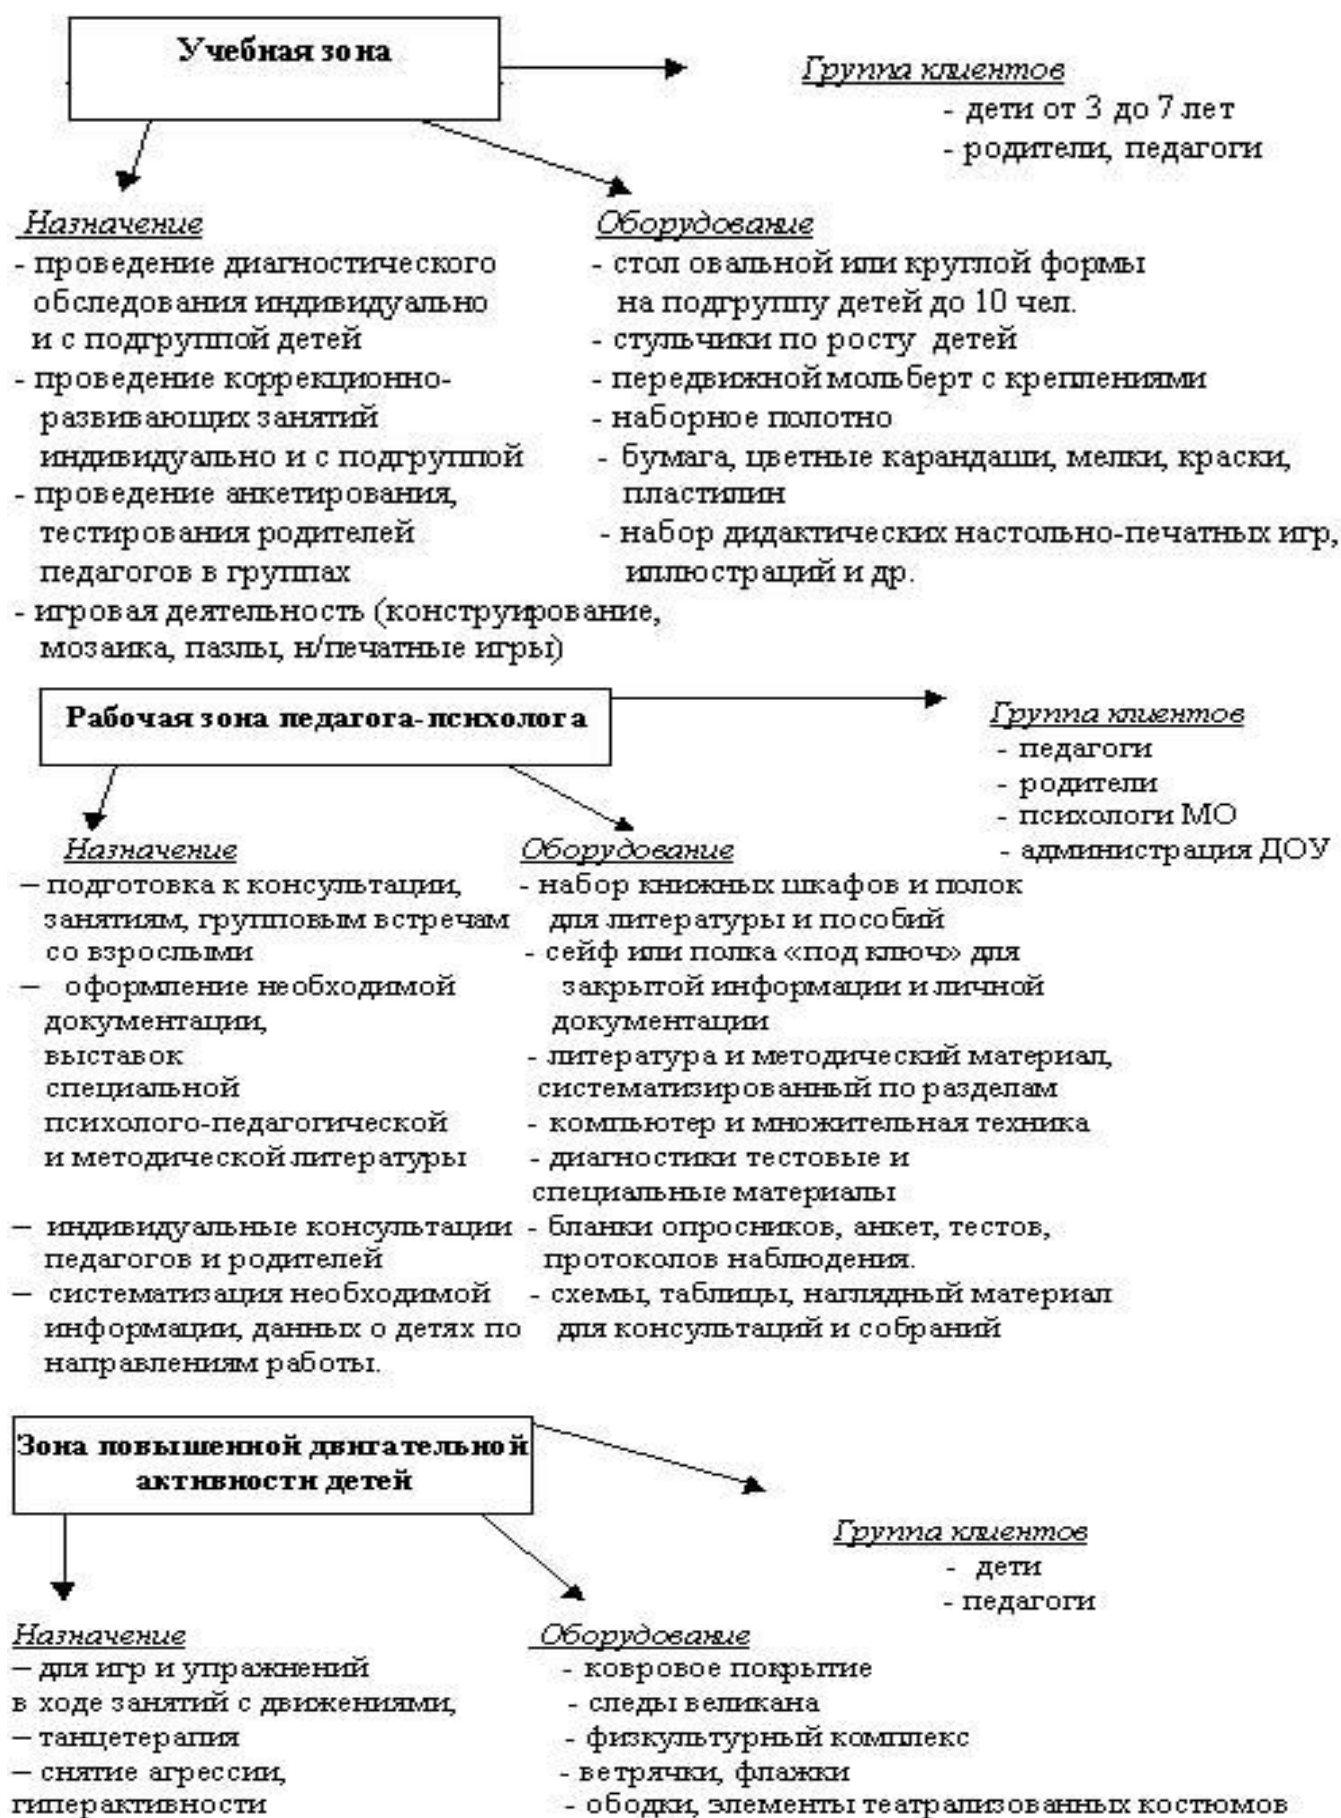 Учебная зона
Группа клиентов
- дети от 3 до 7 лет
- родители, педагоги
Назначение
- проведение диагностического
обследования индивидуально
и с подгруппой детей
- проведение коррекционно-
развивающих занятий
индивидуально и с подгруппой
- проведение анкетирования,
тестирования родителей
педагогов в группах
- игровая деятельность (конструирование,
мозаика, пазлы, н/печатные игры)
Оборудование
- стол овальной или круглой формы
на подгруппу детей до 10 чел.
- стульчики по росту детей
- передвижной мольберт с креплениями
- наборное полотно
- бумага, цветные карандаши, мелки, краски,
пластилин
- набор дидактических настольно-печатных игр,
иллюстраций и др.
Рабочая зона педагога-психолога
Группа клиентов
- педагоги
- родители
- психологи МО
- администрация ДОУ
Назначение
– подготовка к консультации,
занятиям, групповым встречам
со взрослыми
– оформление необходимой
документации,
выставок
специальной
психолого-педагогической
и методической литературы
– индивидуальные консультации
педагогов и родителей
– систематизация необходимой
информации, данных о детях по
направлениям работы.
Оборудование
- набор книжных шкафов и полок
для литературы и пособий
- сейф или полка «под ключ» для
закрытой информации и личной
документации
- литература и методический материал,
систематизированный по разделам
- компьютер и множительная техника
- диагностики тестовые и
специальные материалы
- бланки опросников, анкет, тестов,
протоколов наблюдения.
- схемы, таблицы, наглядный материал
для консультаций и собраний
Зона повышенной двигательной
активности детей
Группа клиентов
- дети
- педагоги
Назначение
– для игр и упражнений
в ходе занятий с движениями,
– танцетерапия
– снятие агрессии,
гиперактивности
Оборудование
- ковровое покрытие
- следы великана
- физкультурный комплекс
- ветрячки, флажки
- ободки, элементы театрализованных костюмов